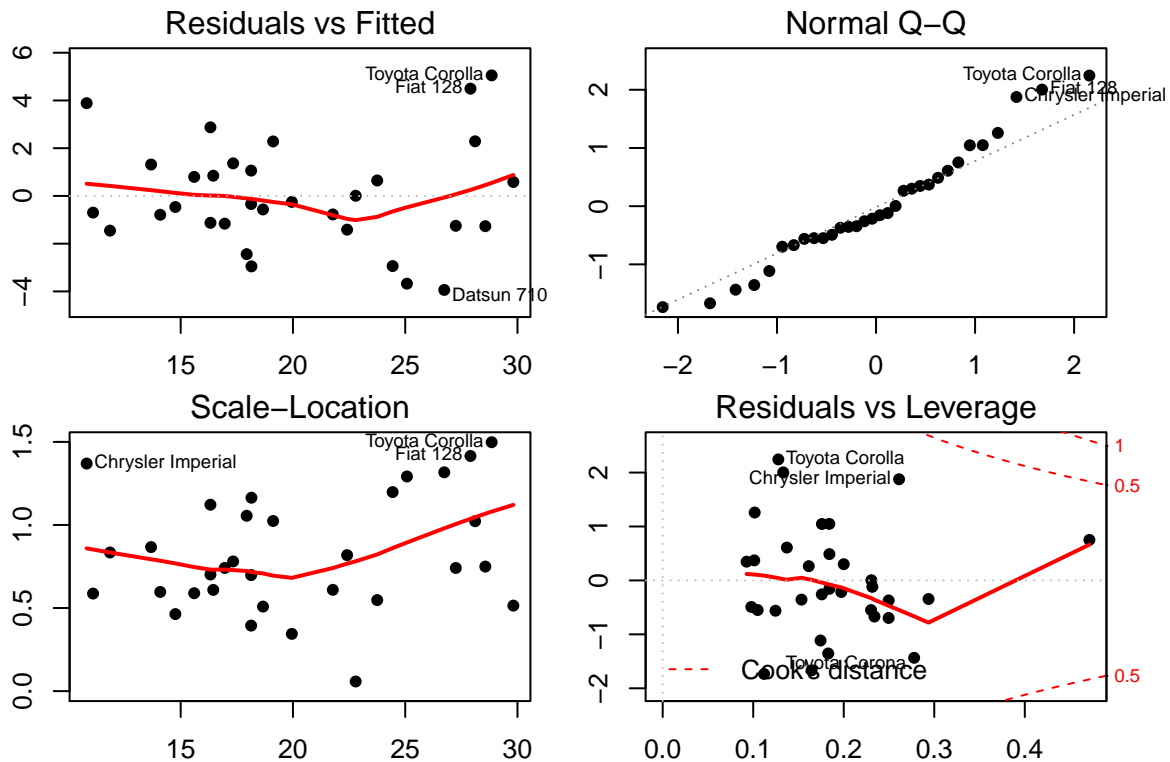 Residuals vs Fitted
6
4
2
0
−4
15 20 25 30
Toyota Corolla
Fiat 128
Datsun 710
Normal Q−Q
2
1
0
−1
−2 −1 0 1 2
Toyota Corolla
Fiat 128
Chrysler Imperial
Scale−Location
1.5
1.0
0.5
0.0
15 20 25 30
Toyota Corolla
Fiat 128
Chrysler Imperial
Residuals vs Leverage
2
1
0
−1
−2
0.0 0.1 0.2 0.3 0.4
Toyota Corolla
Chrysler Imperial
Toyota Corona
Cook's distance
1
0.5
0.5